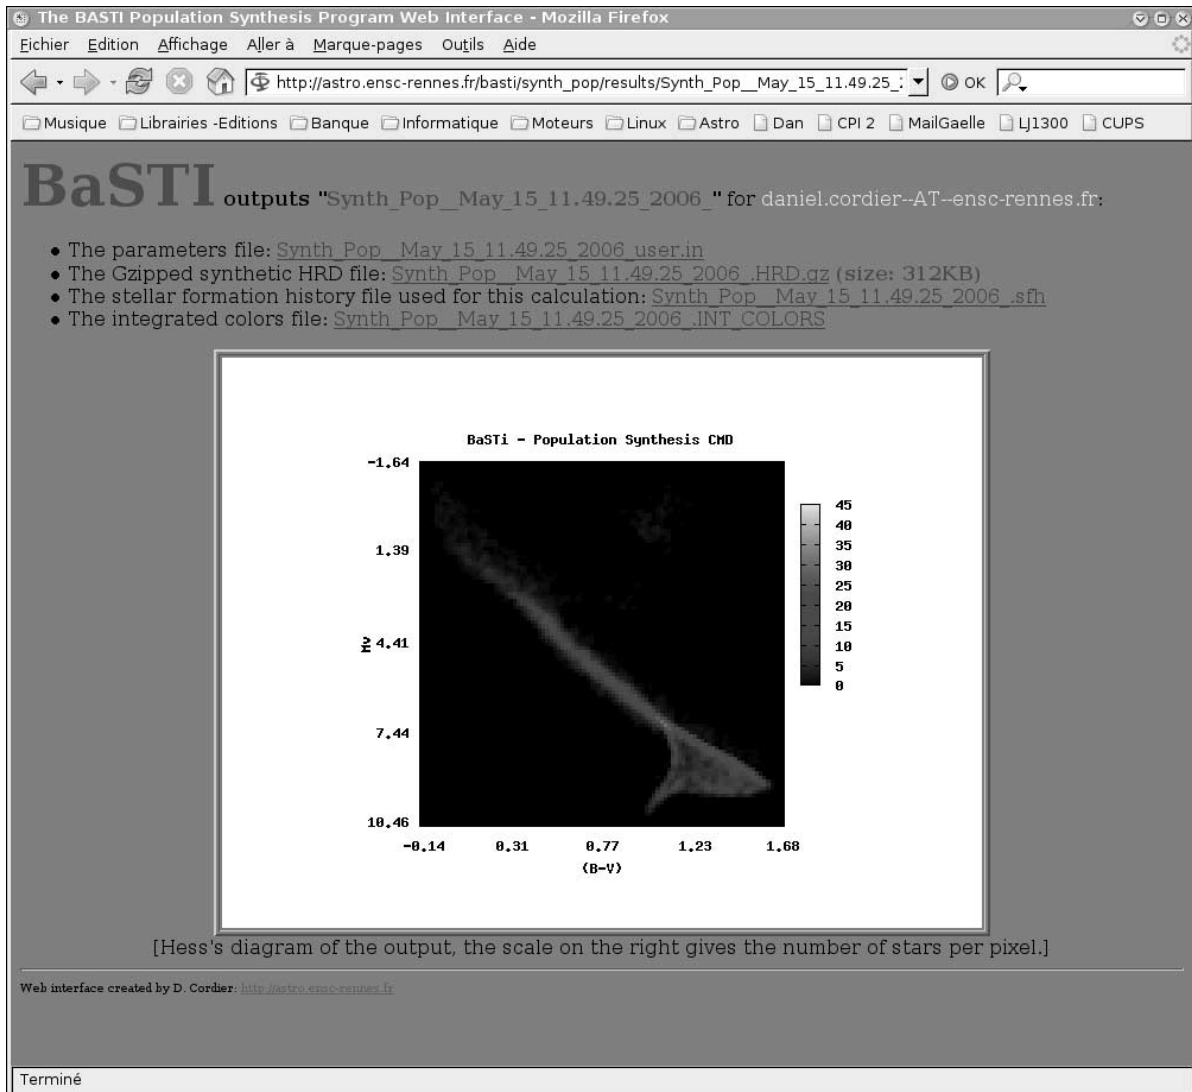 The BASTI Population Synthesis Program Web Interface - Mozilla Firefox
Fichier Edition Affichage Aller à Marque-pages Outils Aide
http://astro.ensc-rennes.fr/basti/synth_pop/results/Synth_Pop__May_15_11.49.25_2 OK
Musique Librairies -Editions Banque Informatique Moteurs Linux Astro Dan CPI 2 MailGaelle LJ1300 CUPS
BaSTI outputs "Synth_Pop__May_15_11.49.25_2006_" for daniel.cordier--AT--ensc-rennes.fr:
• The parameters file: Synth_Pop__May_15_11.49.25_2006_user.in
• The Gzipped synthetic HRD file: Synth_Pop__May_15_11.49.25_2006_.HRD.gz (size: 312KB)
• The stellar formation history file used for this calculation: Synth_Pop__May_15_11.49.25_2006_.sfh
• The integrated colors file: Synth_Pop__May_15_11.49.25_2006_.INT_COLORS
BaSTi - Population Synthesis CMD
-1.64
1.39
4.41
7.44
10.46
Mv
-0.14 0.31 0.77 1.23 1.68
(B-V)
45
40
35
30
25
20
15
10
5
0
[Hess's diagram of the output, the scale on the right gives the number of stars per pixel.]
Web interface created by D. Cordier: http://astro.ensc-rennes.fr
Terminé